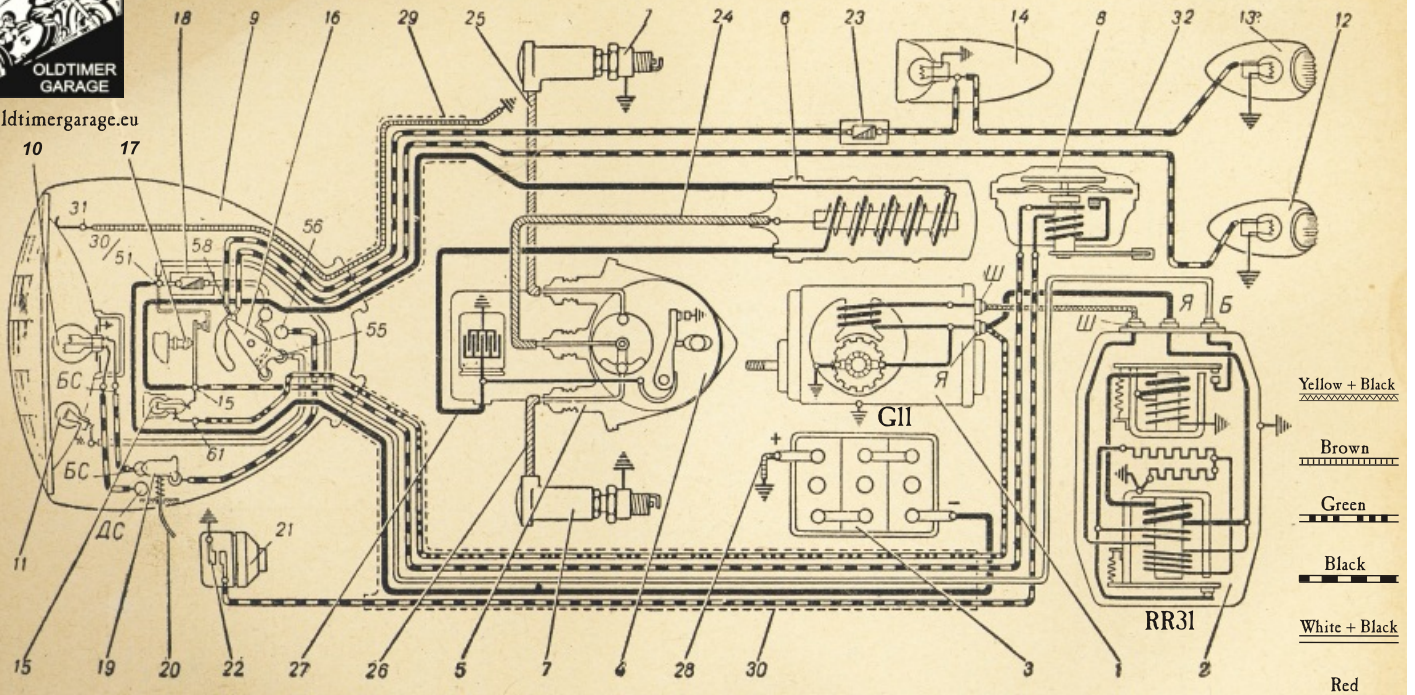 OLDTIMER
GARAGE
ldtimergarage.eu
18 9 16 29 25 7 24 6 23 14 8 32 13 12
10 17
31
30/51
58
56
55
БС
15
61
БС
ДС
21
Ш
Я
Ш Я Б
G11
+
−
RR31
Yellow + Black
Brown
Green
Black
White + Black
Red
11
15 19 20 22 27 26 5 7 4 28 30 3 1 2